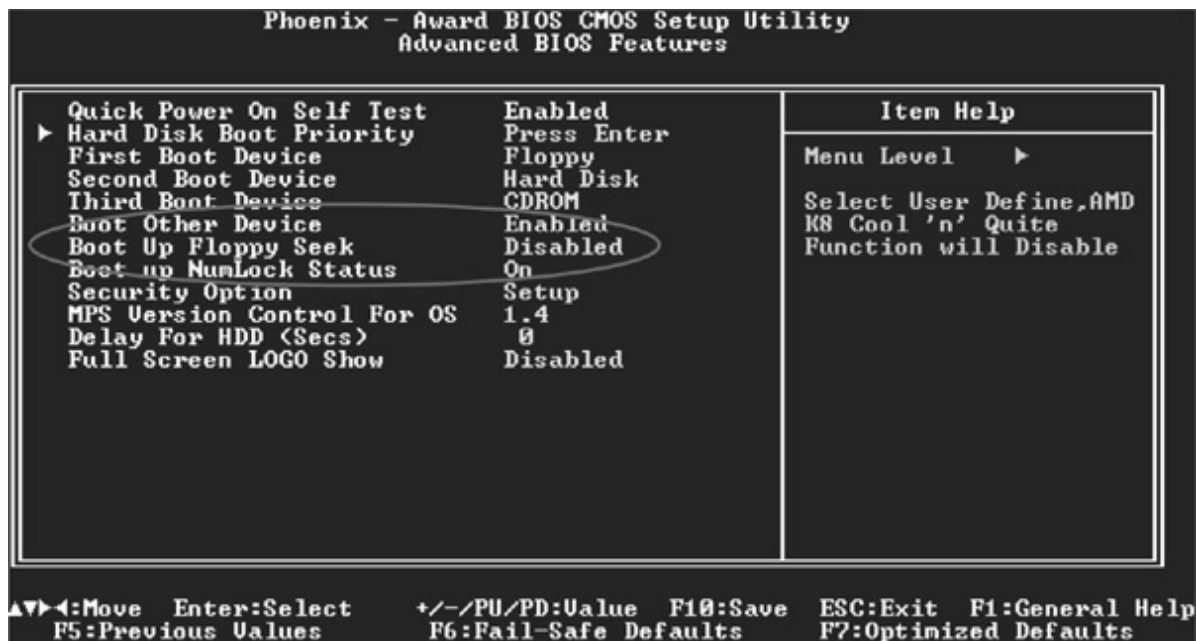 Phoenix - Award BIOS CMOS Setup Utility
Advanced BIOS Features
Quick Power On Self Test Enabled
► Hard Disk Boot Priority Press Enter
First Boot Device Floppy
Second Boot Device Hard Disk
Third Boot Device CDROM
Boot Other Device Enabled
Boot Up Floppy Seek Disabled
Boot up NumLock Status On
Security Option Setup
MPS Version Control For OS 1.4
Delay For HDD (Secs) 0
Full Screen LOGO Show Disabled
Item Help
Menu Level ►
Select User Define,AMD
K8 Cool 'n' Quite
Function will Disable
▲▼►◄:Move Enter:Select +/-/PU/PD:Value F10:Save ESC:Exit F1:General Help
F5:Previous Values F6:Fail-Safe Defaults F7:Optimized Defaults